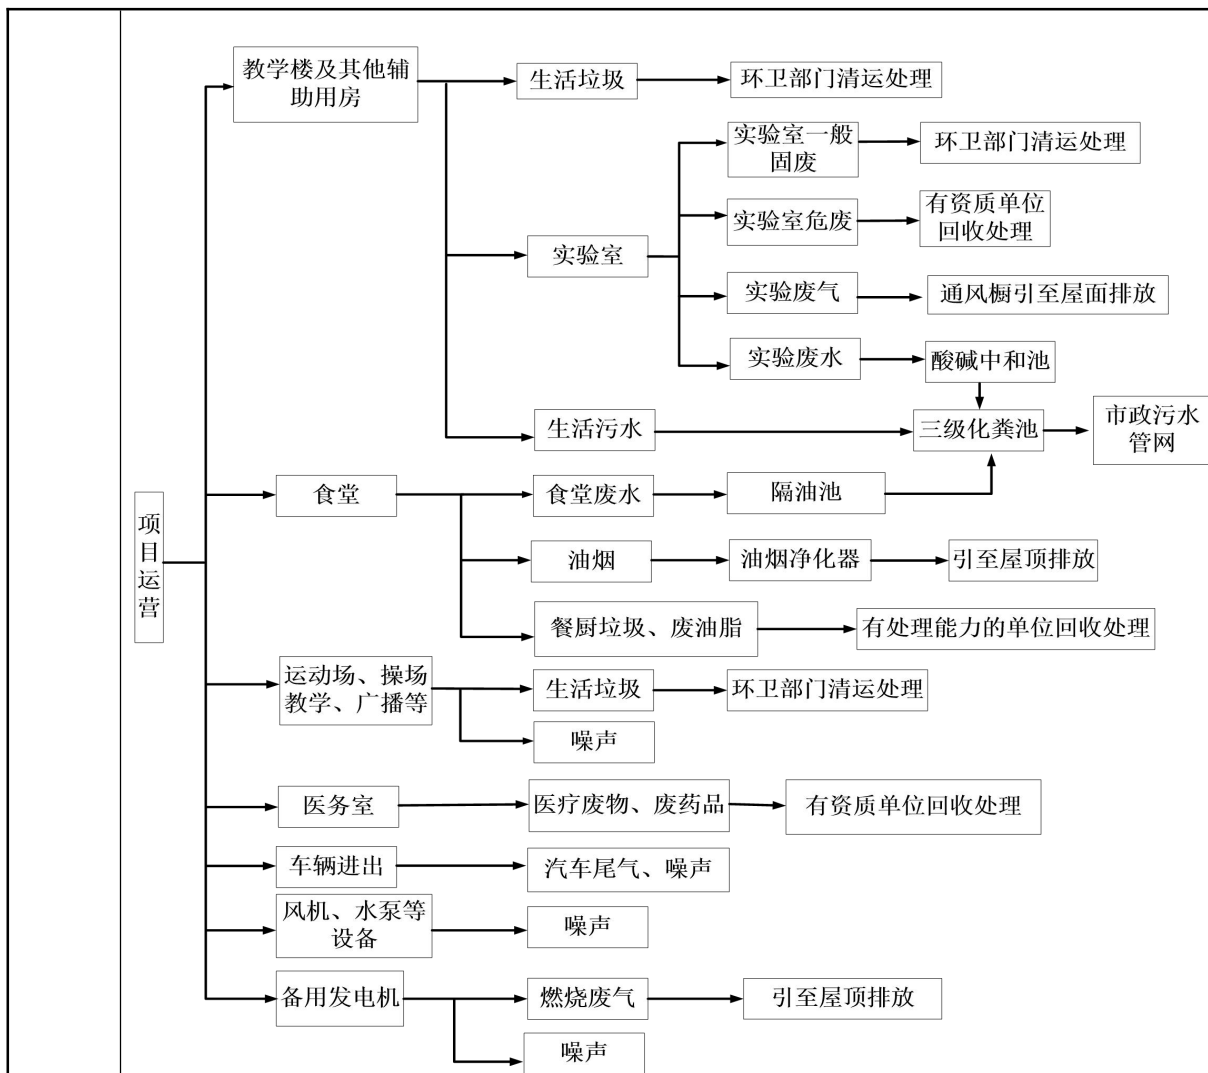 教学楼及其他辅
助用房
生活垃圾
环卫部门清运处理
实验室一般
固废
环卫部门清运处理
实验室危废
有资质单位
回收处理
实验室
实验废气
通风橱引至屋面排放
实验废水
酸碱中和池
生活污水
三级化粪池
市政污水
管网
项
目
运
营
食堂
食堂废水
隔油池
油烟
油烟净化器
引至屋顶排放
餐厨垃圾、废油脂
有处理能力的单位回收处理
运动场、操场
教学、广播等
生活垃圾
环卫部门清运处理
噪声
医务室
医疗废物、废药品
有资质单位回收处理
车辆进出
汽车尾气、噪声
风机、水泵等
设备
噪声
备用发电机
燃烧废气
引至屋顶排放
噪声